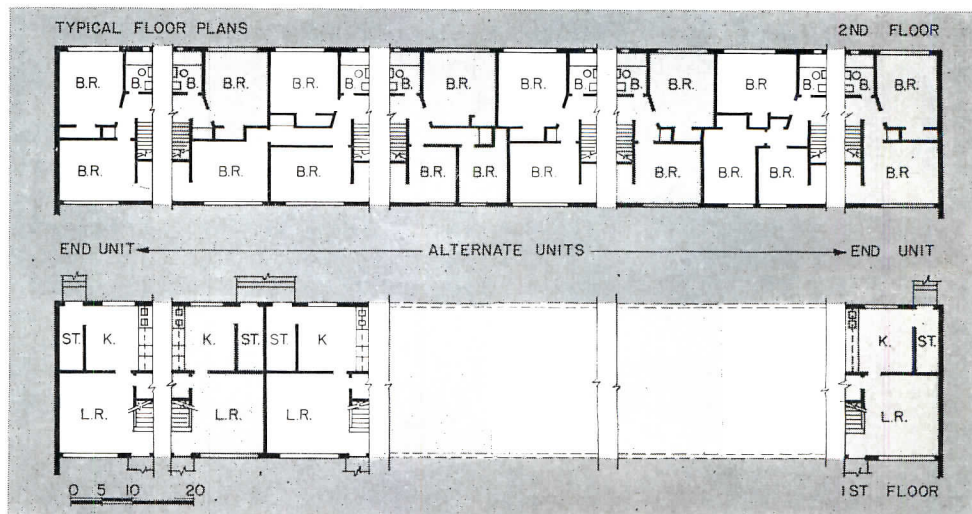 TYPICAL FLOOR PLANS 2ND FLOOR
B.R. B. B. B.R. B.R. B. B. B.R. B.R. B. B. B.R. B.R. B. B. B.R.
B.R. B.R. B.R. B.R. B.R. B.R. B.R. B.R. B.R. B.R
END UNIT ALTERNATE UNITS END UNIT
ST. K. K. ST. ST. K K. ST.
L.R. L.R. L.R. L.R.
0 5 10 20 1ST FLOOR